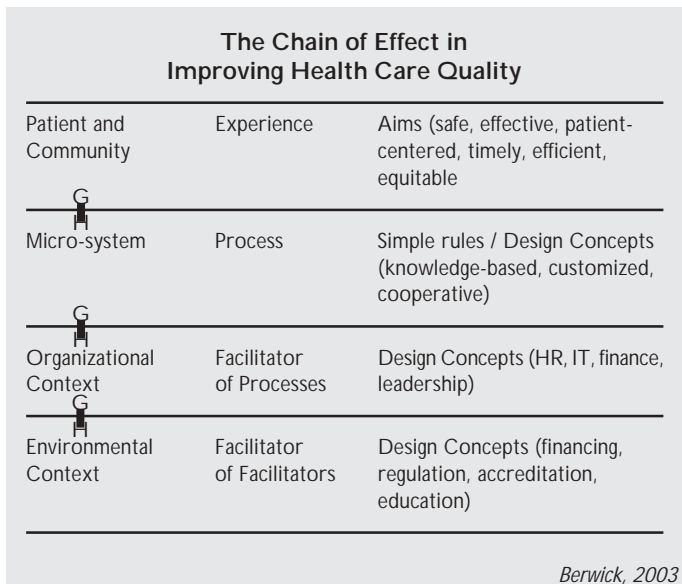 The Chain of Effect in
Improving Health Care Quality
Patient and
Community
Experience
Aims (safe, effective, patient-
centered, timely, efficient,
equitable
G
H
Micro-system
Process
Simple rules / Design Concepts
(knowledge-based, customized,
cooperative)
G
H
Organizational
Context
Facilitator
of Processes
Design Concepts (HR, IT, finance,
leadership)
G
H
Environmental
Context
Facilitator
of Facilitators
Design Concepts (financing,
regulation, accreditation,
education)
Berwick, 2003